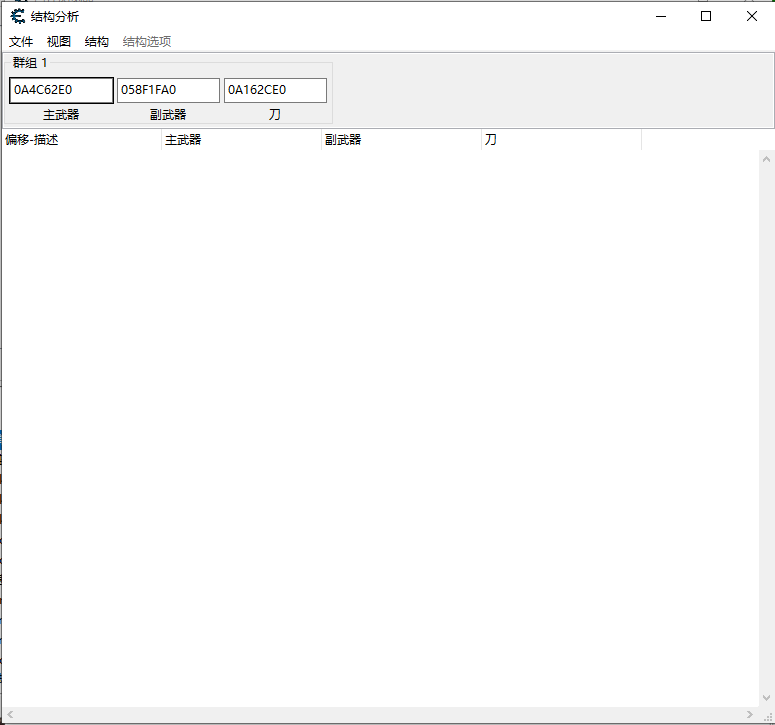 结构分析
文件 视图 结构 结构选项
群组 1
0A4C62E0 058F1FA0 0A162CE0
主武器 副武器 刀
偏移-描述 主武器 副武器 刀